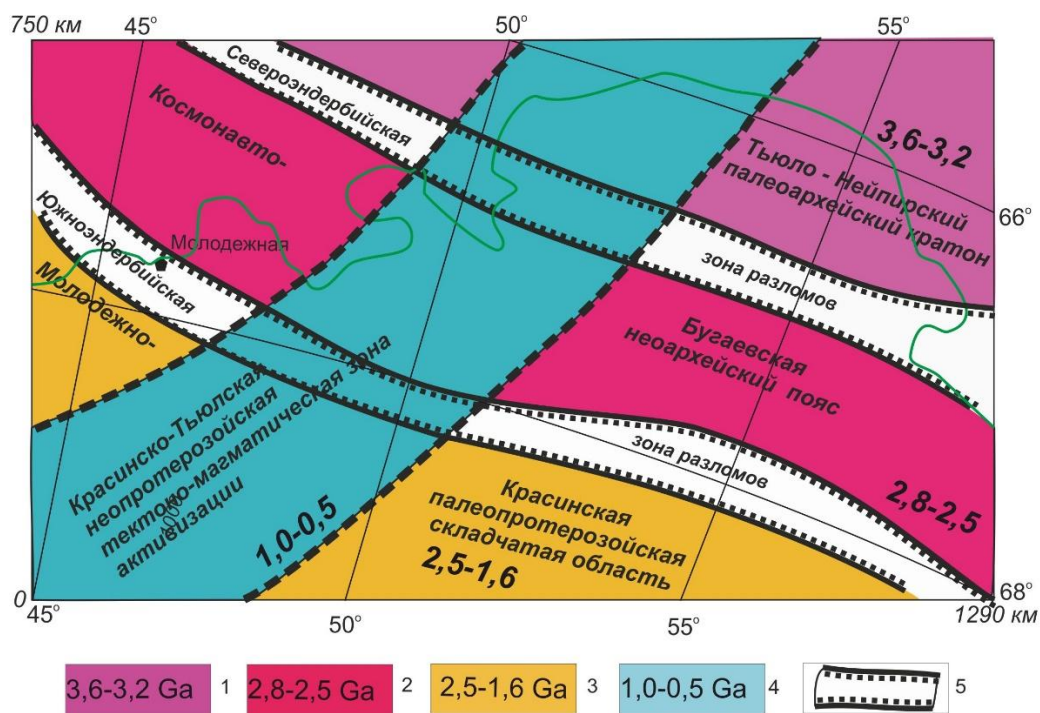 750 км
45°
50°
55°
Североэндербийская
Космонавто-
3,6-3,2
Тьюло - Нейпирский
палеоархейский кратон
66°
Южноэндербийская
Молодежная
зона разломов
Молодежно-
Бугаевская
неоархейский пояс
Красинско-Тьюлская
неопротерозойская
тектоно-магматическая зона
активизации
1,0-0,5
зона разломов
2,8-2,5
Красинская
палеопротерозойская
складчатая область
2,5-1,6
0
45°
50°
55°
68°
1290 км
3,6-3,2 Ga 1
2,8-2,5 Ga 2
2,5-1,6 Ga 3
1,0-0,5 Ga 4
5